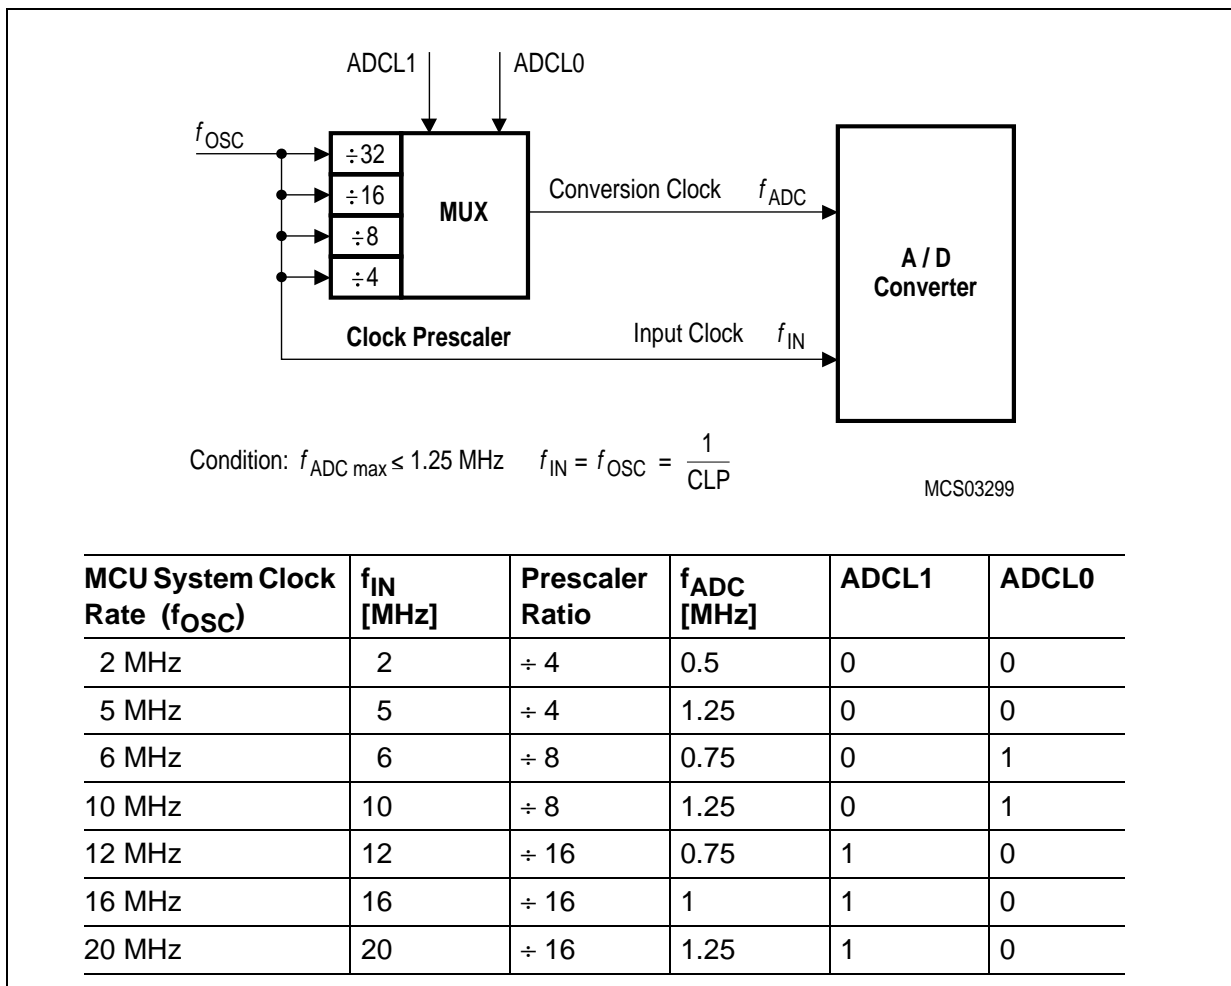 ADCL1 ADCL0
fOSC
÷32
÷16
÷8
÷4
MUX
Conversion Clock fADC
A / D
Converter
Clock Prescaler
Input Clock fIN
Condition: fADC max ≤ 1.25 MHz fIN = fOSC = 1
CLP
MCS03299
MCU System Clock Rate (fOSC) fIN [MHz] Prescaler Ratio fADC [MHz] ADCL1 ADCL0
2 MHz 2 ÷ 4 0.5 0 0
5 MHz 5 ÷ 4 1.25 0 0
6 MHz 6 ÷ 8 0.75 0 1
10 MHz 10 ÷ 8 1.25 0 1
12 MHz 12 ÷ 16 0.75 1 0
16 MHz 16 ÷ 16 1 1 0
20 MHz 20 ÷ 16 1.25 1 0